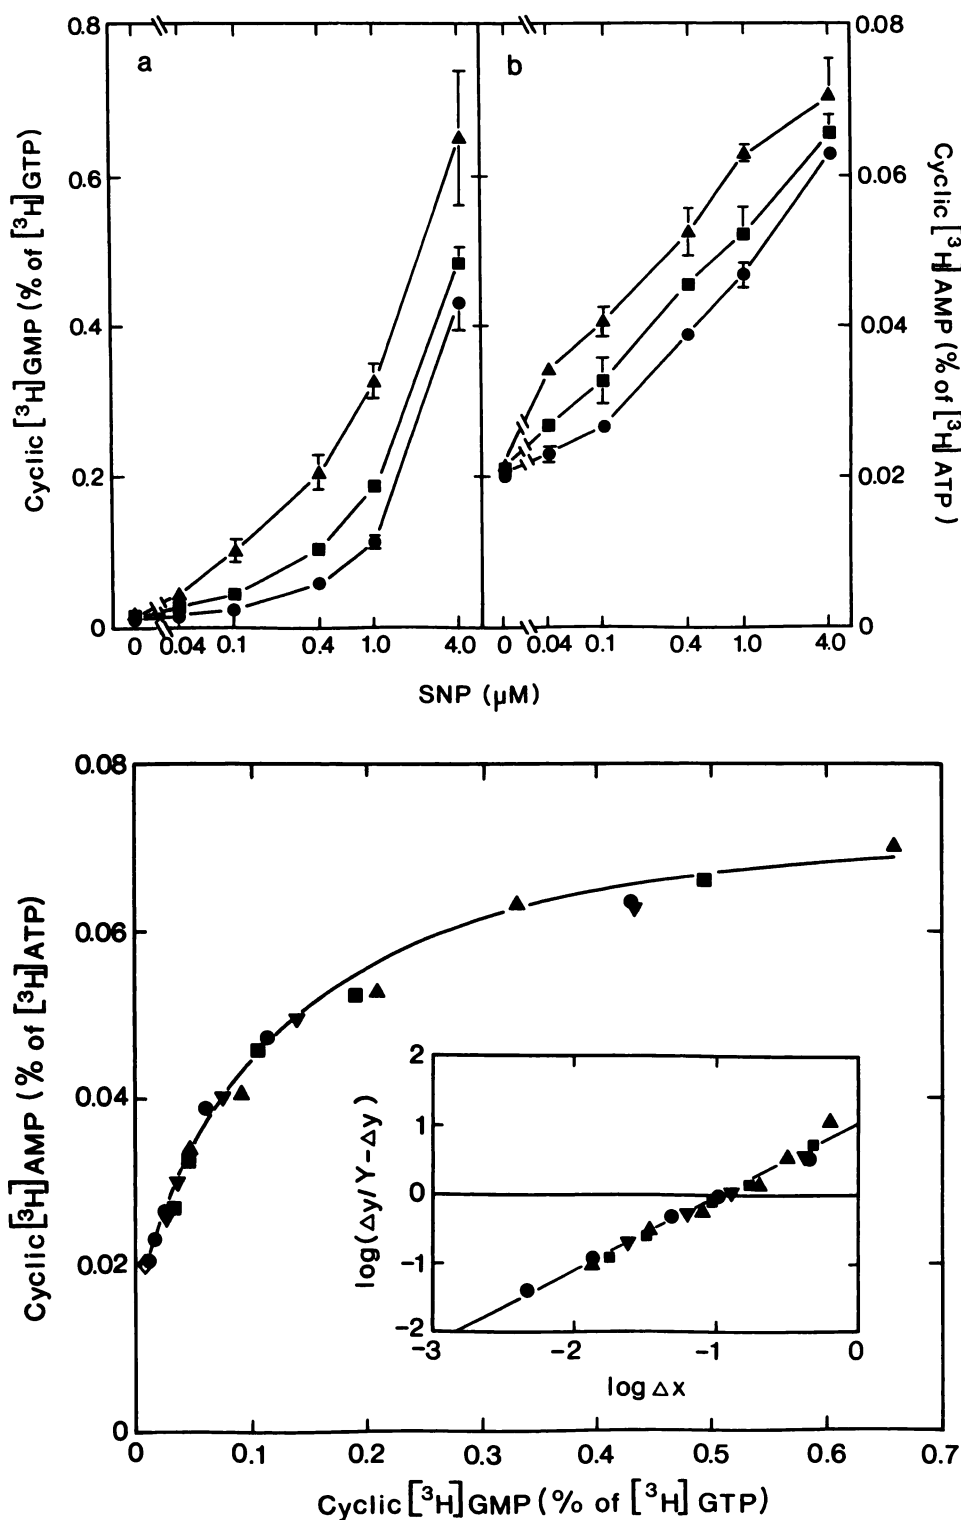 a
b
0.8
0.6
0.4
0.2
0
Cyclic [³H] GMP (% of [³H] GTP)
0 0.04 0.1 0.4 1.0 4.0
0 0.04 0.1 0.4 1.0 4.0
0.08
0.06
0.04
0.02
0
Cyclic [³H] AMP (% of [³H] ATP)
SNP (µM)
0.08
0.06
0.04
0.02
0
Cyclic [³H] AMP (% of [³H] ATP)
2
1
0
-1
-2
log (Δy/Y-Δy)
-3 -2 -1 0
log Δx
0 0.1 0.2 0.3 0.4 0.5 0.6 0.7
Cyclic [³H] GMP (% of [³H] GTP)